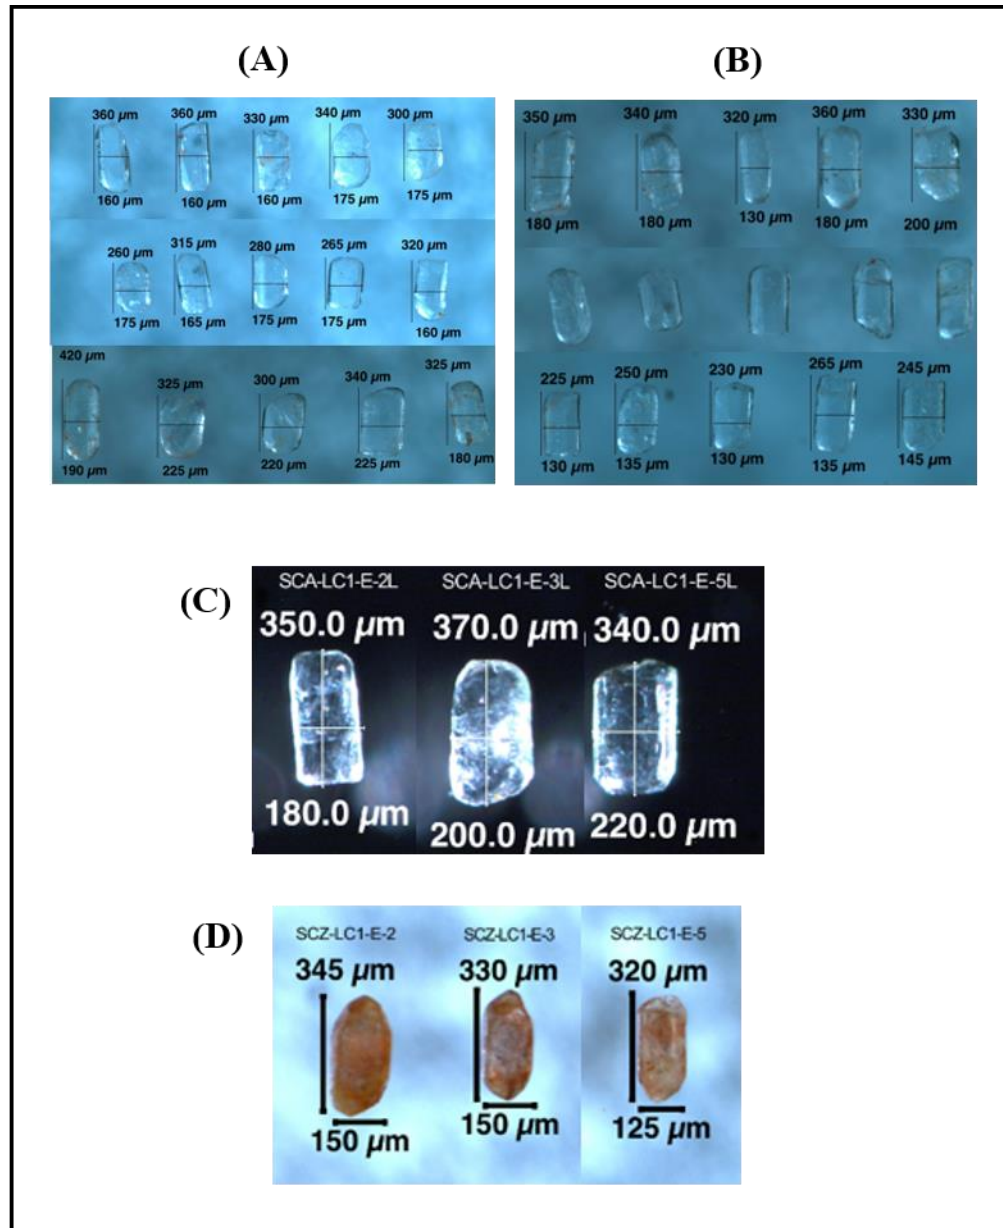 (A)
(B)
360 µm 360 µm 330 µm 340 µm 300 µm
160 µm 160 µm 160 µm 175 µm 175 µm
260 µm 315 µm 280 µm 265 µm 320 µm
175 µm 165 µm 175 µm 175 µm 160 µm
420 µm 325 µm 300 µm 340 µm 325 µm
190 µm 225 µm 220 µm 225 µm 180 µm
350 µm 340 µm 320 µm 360 µm 330 µm
180 µm 180 µm 130 µm 180 µm 200 µm
225 µm 250 µm 230 µm 265 µm 245 µm
130 µm 135 µm 130 µm 135 µm 145 µm
(C)
SCA-LC1-E-2L SCA-LC1-E-3L SCA-LC1-E-5L
350.0 µm 370.0 µm 340.0 µm
180.0 µm 200.0 µm 220.0 µm
(D)
SCZ-LC1-E-2 SCZ-LC1-E-3 SCZ-LC1-E-5
345 µm 330 µm 320 µm
150 µm 150 µm 125 µm